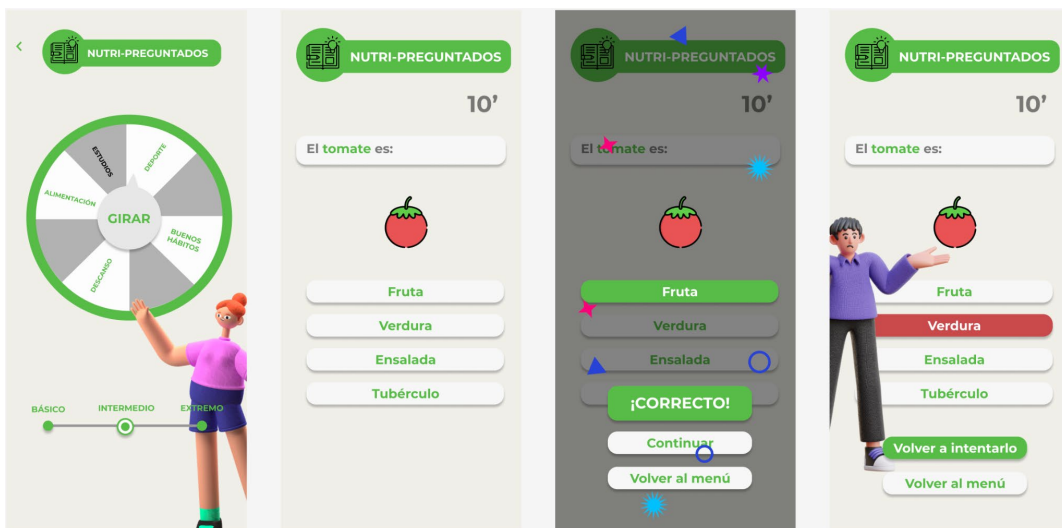 NUTRI-PREGUNTADOS
ESTUDIOS
DEPORTE
ALIMENTACIÓN
GIRAR
BUENOS
HÁBITOS
DESCANSO
BÁSICO
INTERMEDIO
EXTREMO
NUTRI-PREGUNTADOS
10’
El tomate es:
Fruta
Verdura
Ensalada
Tubérculo
NUTRI-PREGUNTADOS
10’
El tomate es:
Fruta
Verdura
Ensalada
¡CORRECTO!
Continuar
Volver al menú
NUTRI-PREGUNTADOS
10’
El tomate es:
Fruta
Verdura
Ensalada
Tubérculo
Volver a intentarlo
Volver al menú